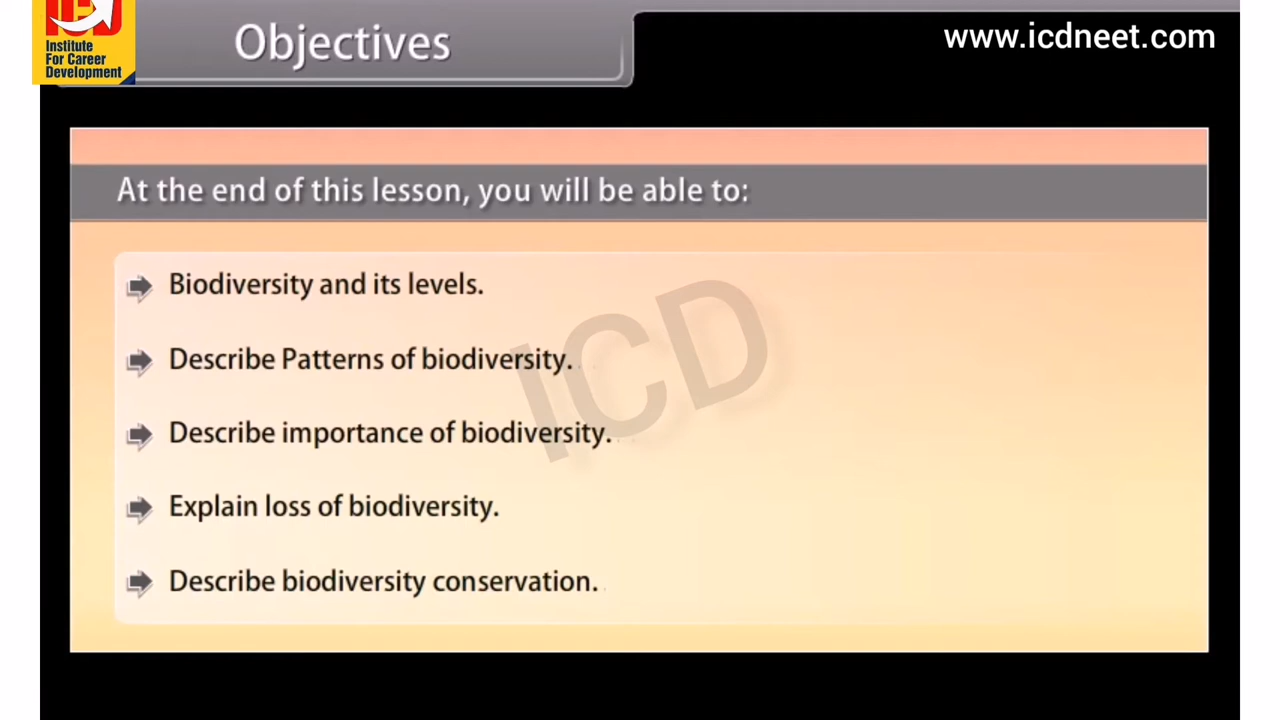 Objectives
www.icdneet.com
ICD
Institute
For Career
Development
At the end of this lesson, you will be able to:
Biodiversity and its levels.
Describe Patterns of biodiversity.
Describe importance of biodiversity.
Explain loss of biodiversity.
Describe biodiversity conservation.
ICD